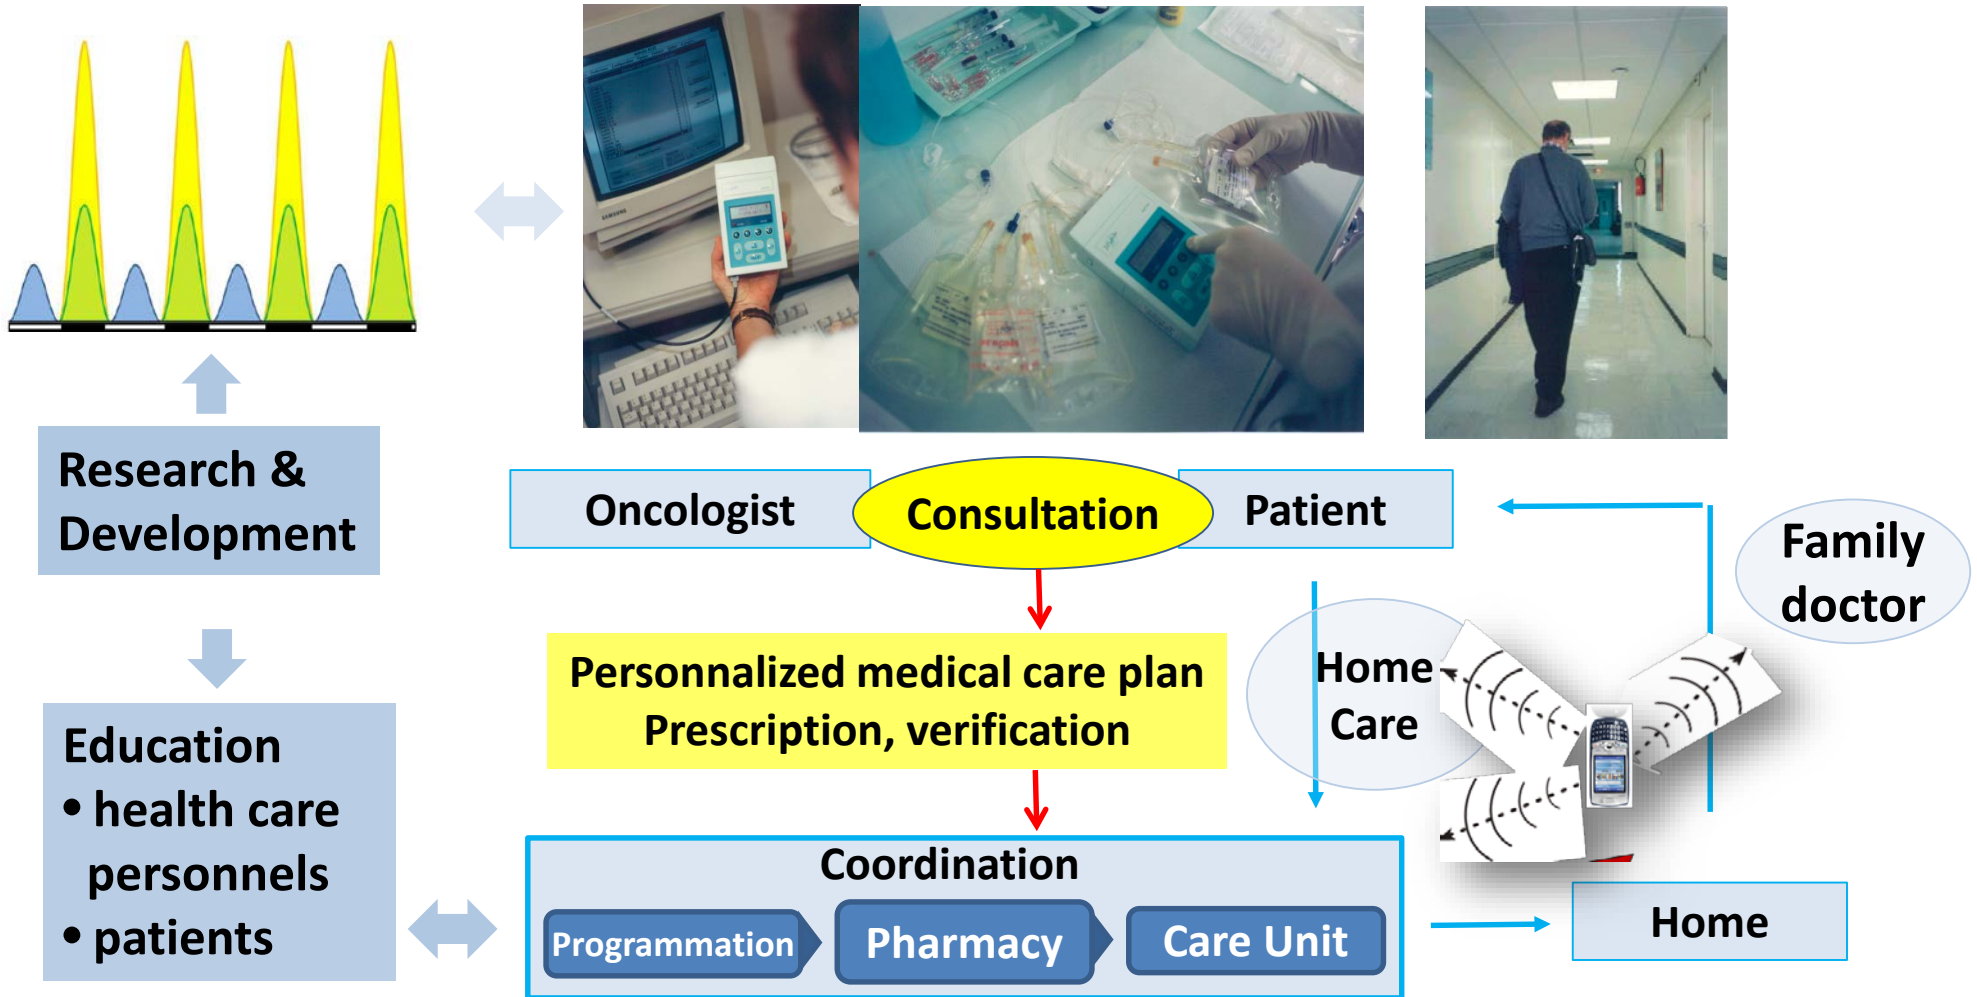 SAMSUNG
Research &
Development
Oncologist
Consultation
Patient
Family
doctor
Personnalized medical care plan
Prescription, verification
Home
Care
Education
• health care
personnels
• patients
Coordination
Programmation
Pharmacy
Care Unit
Home